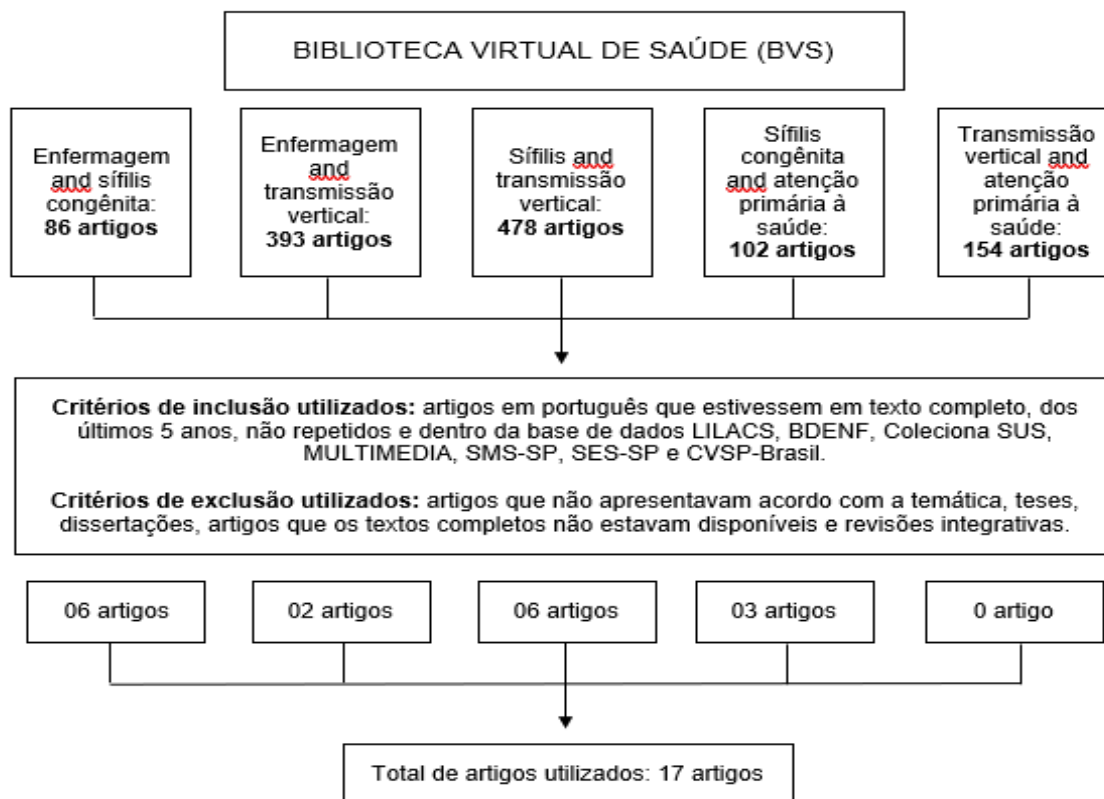 BIBLIOTECA VIRTUAL DE SAÚDE (BVS)
Enfermagem
and sífilis
congênita:
86 artigos
Enfermagem
and
transmissão
vertical:
393 artigos
Sífilis and
transmissão
vertical:
478 artigos
Sífilis
congênita
and atenção
primária à
saúde:
102 artigos
Transmissão
vertical and
atenção
primária à
saúde:
154 artigos
Critérios de inclusão utilizados: artigos em português que estivessem em texto completo, dos
últimos 5 anos, não repetidos e dentro da base de dados LILACS, BDENF, Coleciona SUS,
MULTIMEDIA, SMS-SP, SES-SP e CVSP-Brasil.
Critérios de exclusão utilizados: artigos que não apresentavam acordo com a temática, teses,
dissertações, artigos que os textos completos não estavam disponíveis e revisões integrativas.
06 artigos
02 artigos
06 artigos
03 artigos
0 artigo
Total de artigos utilizados: 17 artigos